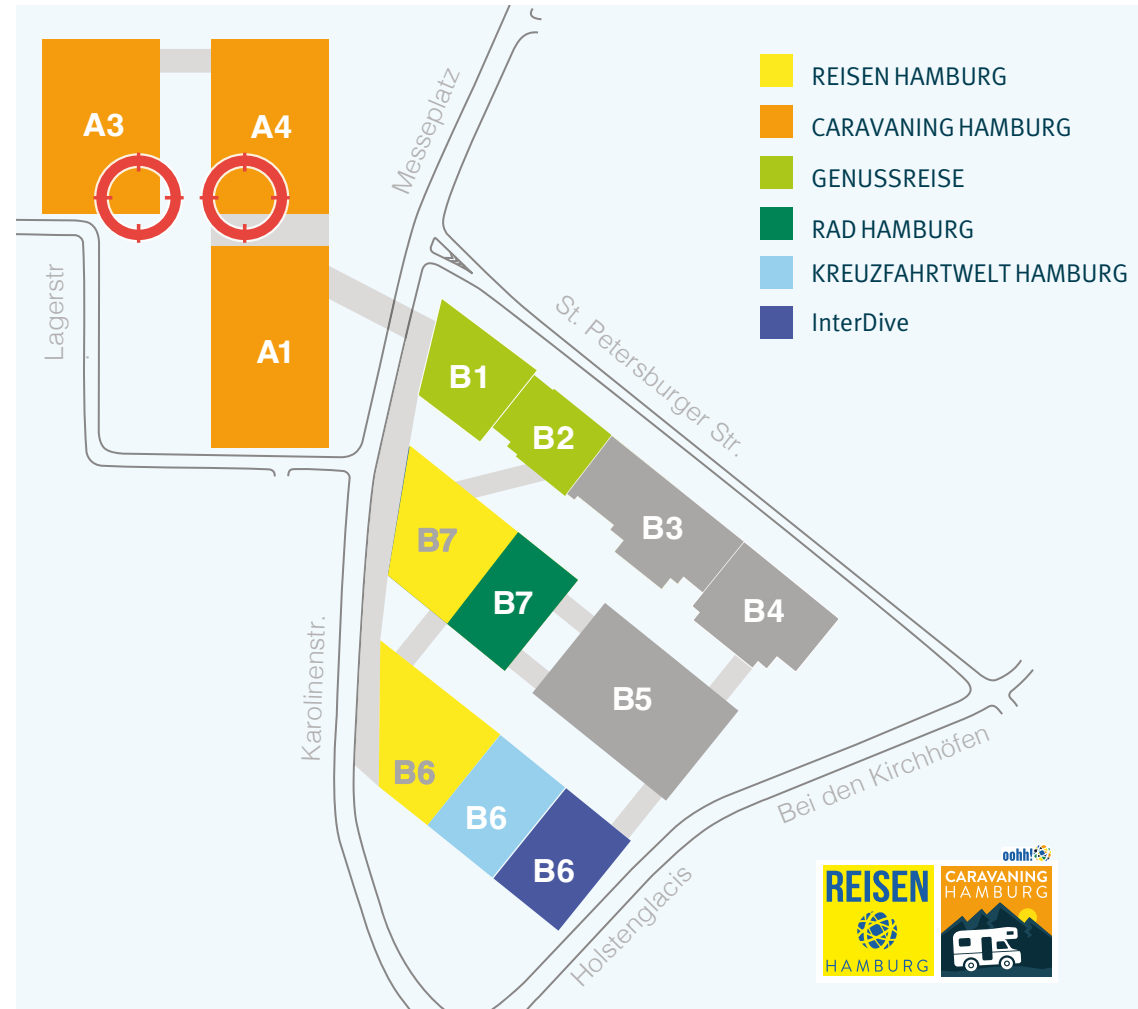 REISEN HAMBURG
CARAVANING HAMBURG
GENUSSREISE
RAD HAMBURG
KREUZFAHRTWELT HAMBURG
InterDive
A3
A4
A1
Messeplatz
Lagerstr
St. Petersburger Str.
B1
B2
B3
B4
B7
B7
B5
B6
B6
B6
Karolinenstr.
Bei den Kirchhöfen
Holstenglacis
oohh!
REISEN
HAMBURG
CARAVANING
HAMBURG